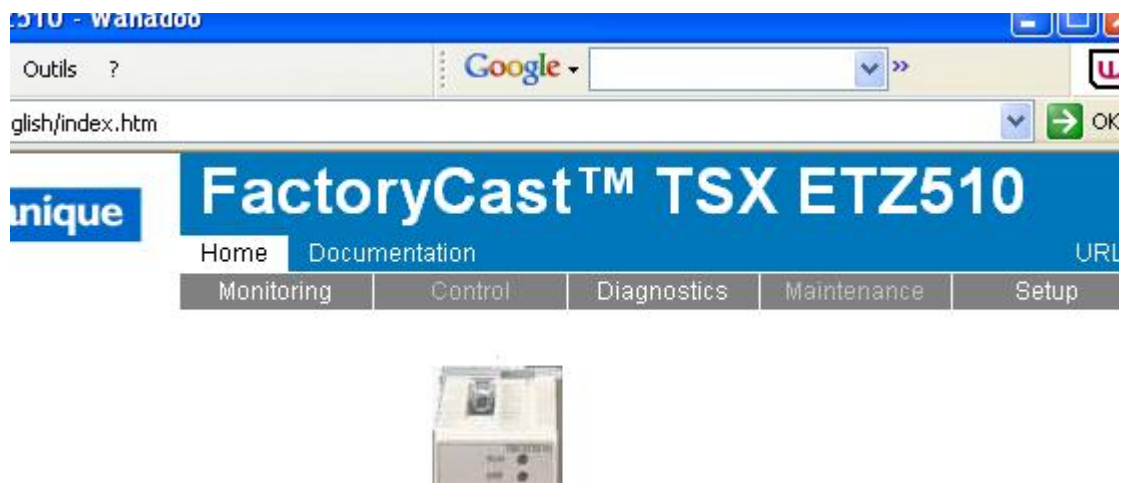 Z510 - Wanadoo
Outils ?
Google
»
glish/index.htm
OK
nique
FactoryCast™ TSX ETZ510
Home Documentation URL
Monitoring Control Diagnostics Maintenance Setup